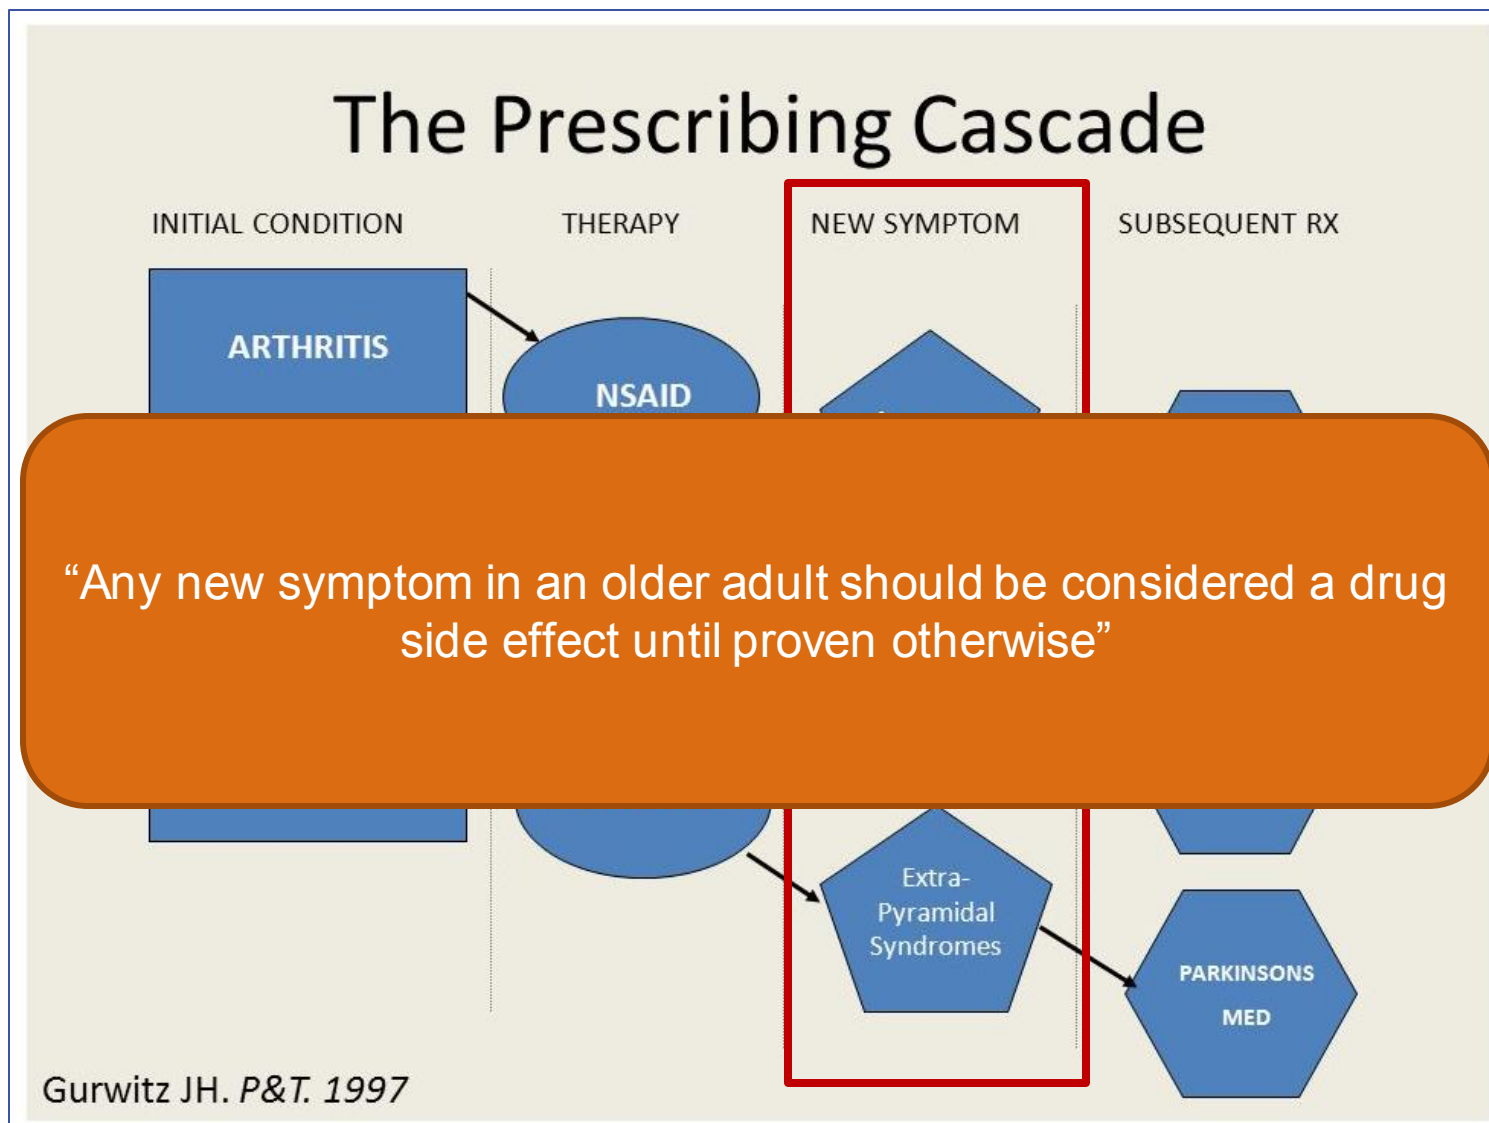 The Prescribing Cascade
INITIAL CONDITION
THERAPY
NEW SYMPTOM
SUBSEQUENT RX
ARTHRITIS
NSAID
“Any new symptom in an older adult should be considered a drug
side effect until proven otherwise”
Extra-
Pyramidal
Syndromes
PARKINSONS
MED
Gurwitz JH. P&T. 1997